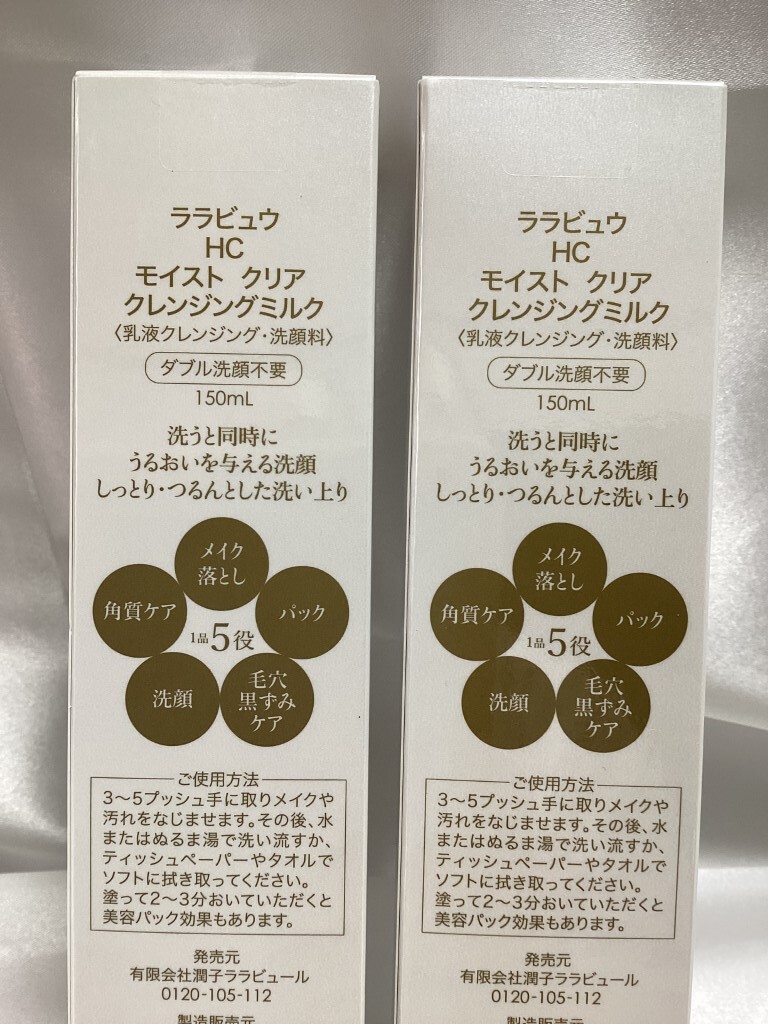 ララビュウ
HC
モイスト クリア
クレンジングミルク
〈乳液クレンジング・洗顔料〉
ダブル洗顔不要
150mL
洗うと同時に
うるおいを与える洗顔
しっとり・つるんとした洗い上り
メイク
落とし
角質ケア
パック
1品5役
洗顔
毛穴
黒ずみ
ケア
ご使用方法
3〜5プッシュ手に取りメイクや
汚れをなじませます。その後、水
またはぬるま湯で洗い流すか、
ティッシュペーパーやタオルで
ソフトに拭き取ってください。
塗って2〜3分おいていただくと
美容パック効果もあります。
発売元
有限会社潤子ララビュール
0120-105-112
製造販売元
ララビュウ
HC
モイスト クリア
クレンジングミルク
〈乳液クレンジング・洗顔料〉
ダブル洗顔不要
150mL
洗うと同時に
うるおいを与える洗顔
しっとり・つるんとした洗い上り
メイク
落とし
角質ケア
パック
1品5役
洗顔
毛穴
黒ずみ
ケア
ご使用方法
3〜5プッシュ手に取りメイクや
汚れをなじませます。その後、水
またはぬるま湯で洗い流すか、
ティッシュペーパーやタオルで
ソフトに拭き取ってください。
塗って2〜3分おいていただくと
美容パック効果もあります。
発売元
有限会社潤子ララビュール
0120-105-112
製造販売元